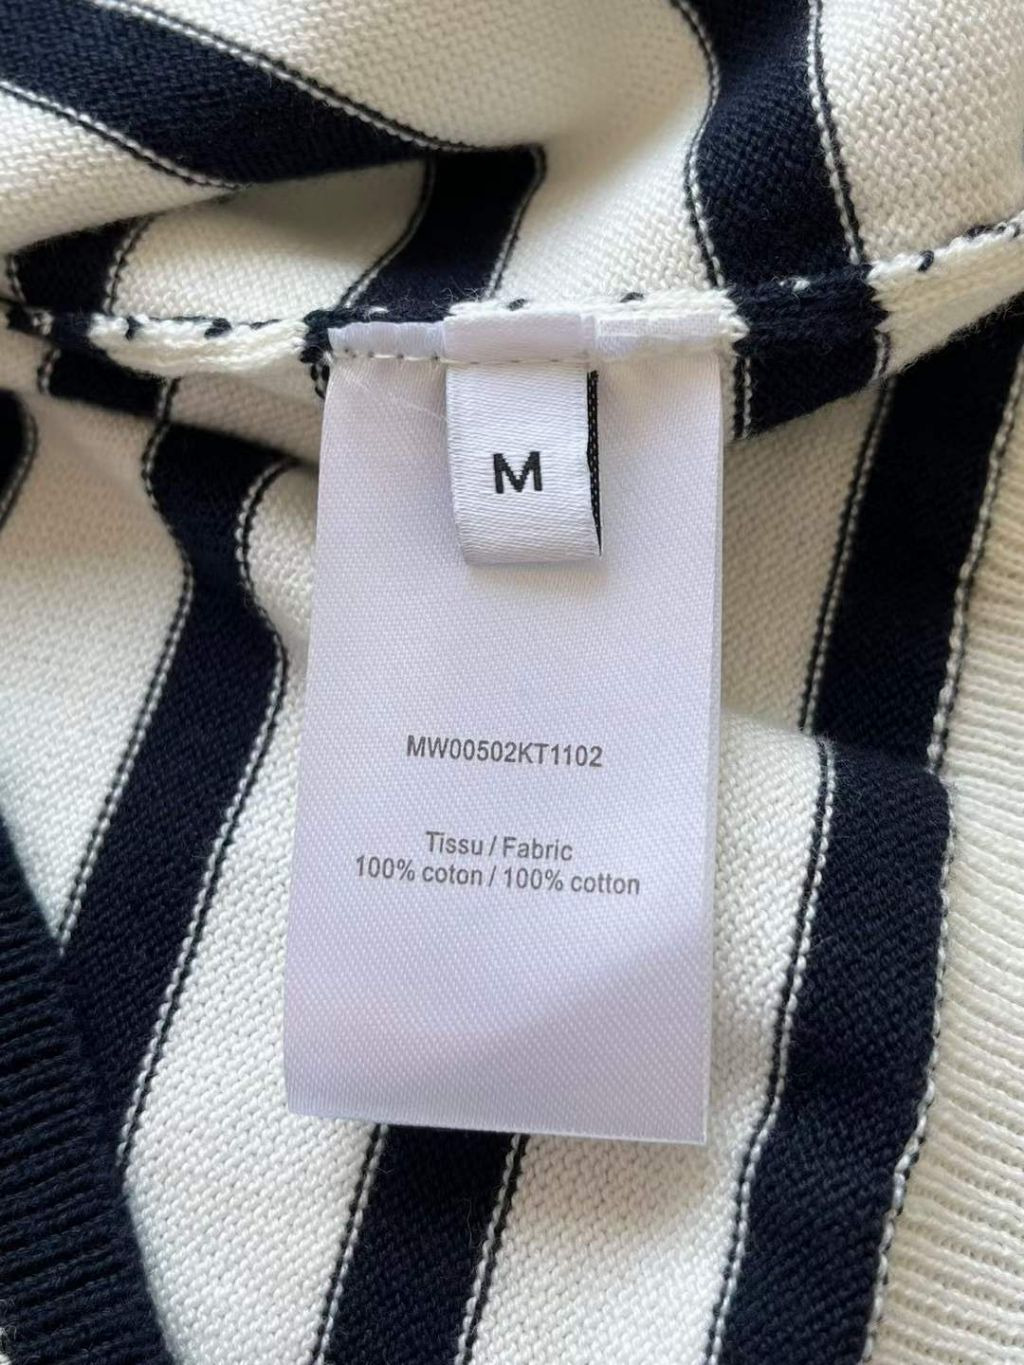 M
MW00502KT1102
Tissu / Fabric
100% coton / 100% cotton